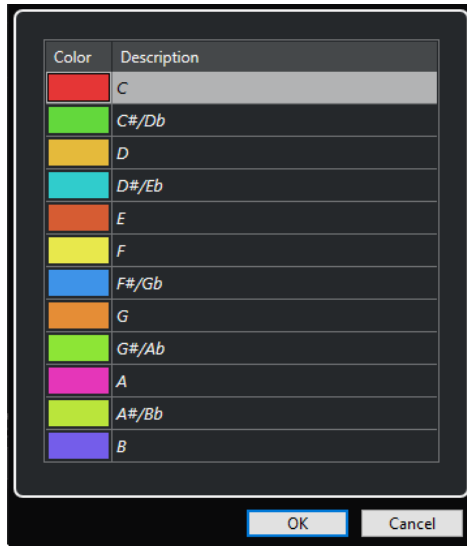 Color Description
C
C#/Db
D
D#/Eb
E
F
F#/Gb
G
G#/Ab
A
A#/Bb
B
OK Cancel